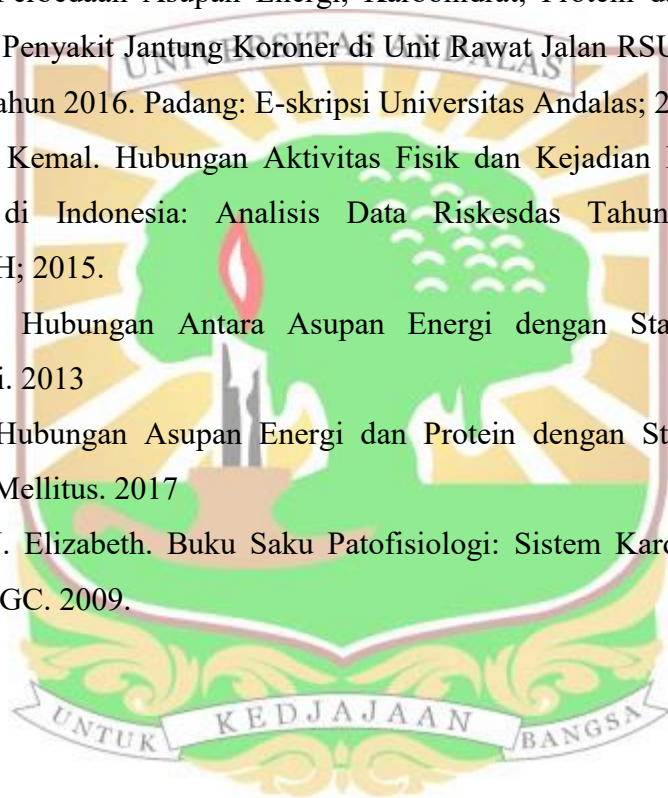 Perbedaan Asupan Energi, Karbohidrat, Protein da
Penyakit Jantung Koroner di Unit Rawat Jalan RSU
UNIVERSITAS ANDALAS
ahun 2016. Padang: E-skripsi Universitas Andalas; 2
Kemal. Hubungan Aktivitas Fisik dan Kejadian
di Indonesia: Analisis Data Riskesdas Tahun
H; 2015.
Hubungan Antara Asupan Energi dengan Sta
i. 2013
Hubungan Asupan Energi dan Protein dengan St
Mellitus. 2017
J. Elizabeth. Buku Saku Patofisiologi: Sistem Kard
GC. 2009.
UNTUK KEDJAJAAN BANGSA